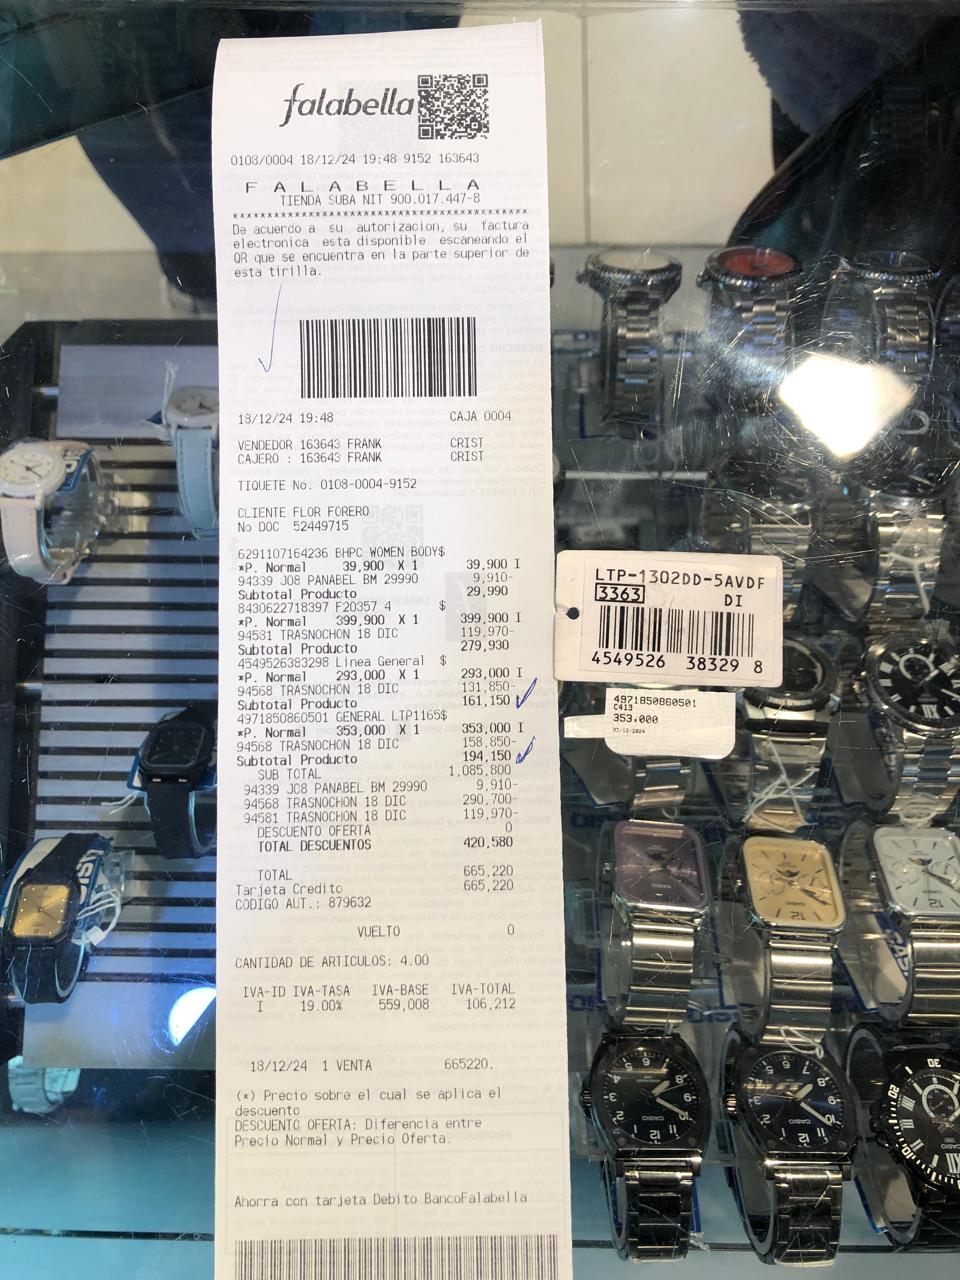 falabella
0108/0004 18/12/24 19:48 9152 163643
F A L A B E L L A
TIENDA SUBA NIT 900.017.447-8
******************************************
De acuerdo a su autorizacion, su factura
electronica esta disponible escaneando el
QR que se encuentra en la parte superior de
esta tirilla.
18/12/24 19:48 CAJA 0004
VENDEDOR 163643 FRANK CRIST
CAJERO : 163643 FRANK CRIST
TIQUETE No. 0108-0004-9152
CLIENTE FLOR FORERO
No DOC 52449715
6291107164236 BHPC WOMEN BODY$
*P. Normal 39,900 X 1 39,900 I
94339 JO8 PANABEL BM 29990 9,910-
Subtotal Producto 29,990
8430622718397 F20357 4 $
*P. Normal 399,900 X 1 399,900 I
94581 TRASNOCHON 18 DIC 119,970-
Subtotal Producto 279,930
4549526383298 Linea General $
*P. Normal 293,000 X 1 293,000 I
94568 TRASNOCHON 18 DIC 131,850-
Subtotal Producto 161,150
4971850860501 GENERAL LTP1165$
*P. Normal 353,000 X 1 353,000 I
94568 TRASNOCHON 18 DIC 158,850-
Subtotal Producto 194,150
SUB TOTAL 1,085,800
94339 JO8 PANABEL BM 29990 9,910-
94568 TRASNOCHON 18 DIC 290,700-
94581 TRASNOCHON 18 DIC 119,970-
DESCUENTO OFERTA 0
TOTAL DESCUENTOS 420,580
TOTAL 665,220
Tarjeta Credito 665,220
CODIGO AUT.: 879632
VUELTO 0
CANTIDAD DE ARTICULOS: 4.00
IVA-ID IVA-TASA IVA-BASE IVA-TOTAL
I 19.00% 559,008 106,212
18/12/24 1 VENTA 665220.
(*) Precio sobre el cual se aplica el
descuento
DESCUENTO OFERTA: Diferencia entre
Precio Normal y Precio Oferta.
Ahorra con tarjeta Debito BancoFalabella
LTP-1302DD-5AVDF
3363 DI
4549526 38329 8
4971850860501
C413
353,000
CASIO
CASIO